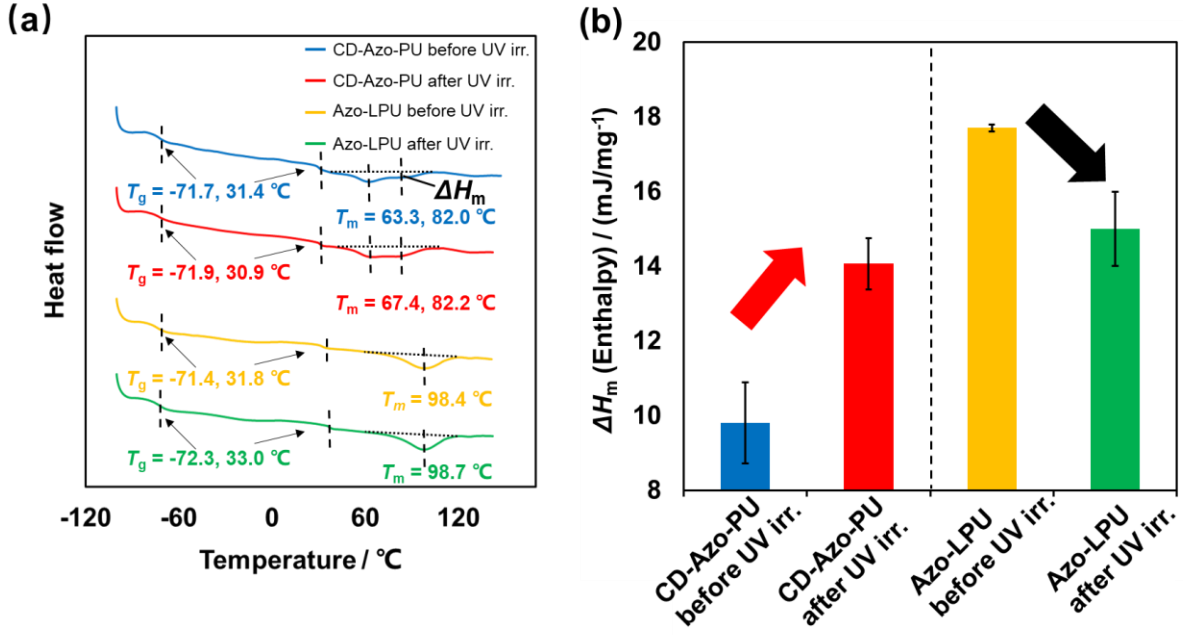 (a)
CD-Azo-PU before UV irr.
CD-Azo-PU after UV irr.
Azo-LPU before UV irr.
Azo-LPU after UV irr.
Heat flow
ΔHm
Tg = -71.7, 31.4 ℃
Tm = 63.3, 82.0 ℃
Tg = -71.9, 30.9 ℃
Tm = 67.4, 82.2 ℃
Tg = -71.4, 31.8 ℃
Tm = 98.4 ℃
Tg = -72.3, 33.0 ℃
Tm = 98.7 ℃
-120 -60 0 60 120
Temperature / ℃
(b)
ΔHm (Enthalpy) / (mJ/mg-1)
20
18
16
14
12
10
8
CD-Azo-PU
before UV irr.
CD-Azo-PU
after UV irr.
Azo-LPU
before UV irr.
Azo-LPU
after UV irr.